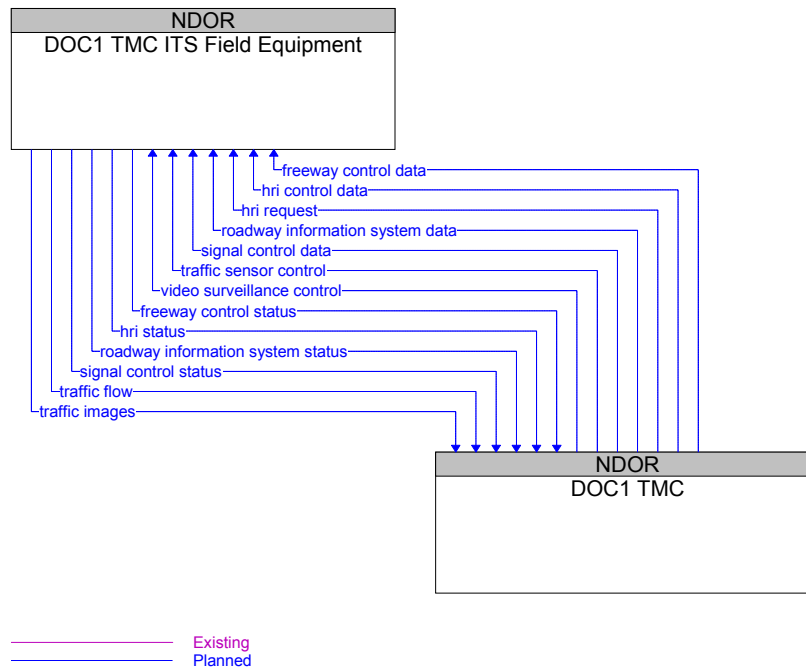 NDOR
DOC1 TMC ITS Field Equipment
freeway control data
hri control data
hri request
roadway information system data
signal control data
traffic sensor control
video surveillance control
freeway control status
hri status
roadway information system status
signal control status
traffic flow
traffic images
NDOR
DOC1 TMC
Existing
Planned